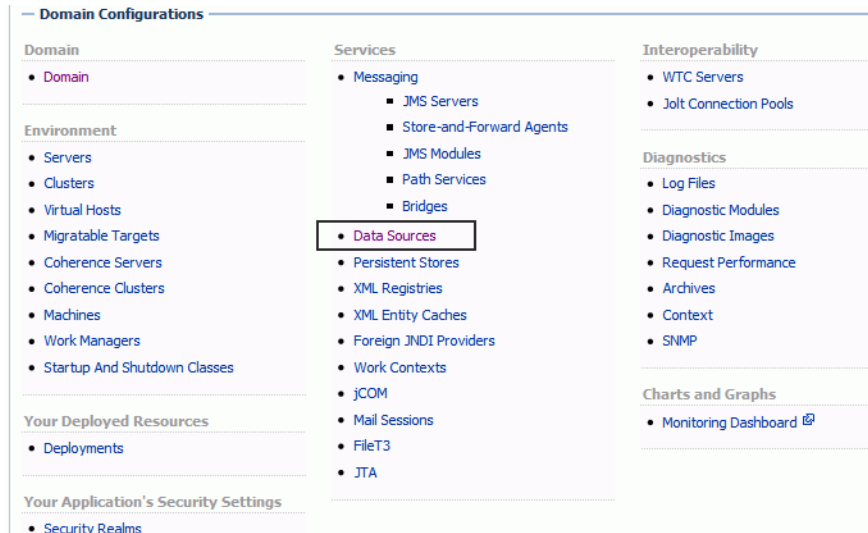 Domain Configurations
Domain
Domain
Environment
Servers
Clusters
Virtual Hosts
Migratable Targets
Coherence Servers
Coherence Clusters
Machines
Work Managers
Startup And Shutdown Classes
Your Deployed Resources
Deployments
Your Application's Security Settings
Security Realms
Services
Messaging
JMS Servers
Store-and-Forward Agents
JMS Modules
Path Services
Bridges
Data Sources
Persistent Stores
XML Registries
XML Entity Caches
Foreign JNDI Providers
Work Contexts
jCOM
Mail Sessions
FileT3
JTA
Interoperability
WTC Servers
Jolt Connection Pools
Diagnostics
Log Files
Diagnostic Modules
Diagnostic Images
Request Performance
Archives
Context
SNMP
Charts and Graphs
Monitoring Dashboard